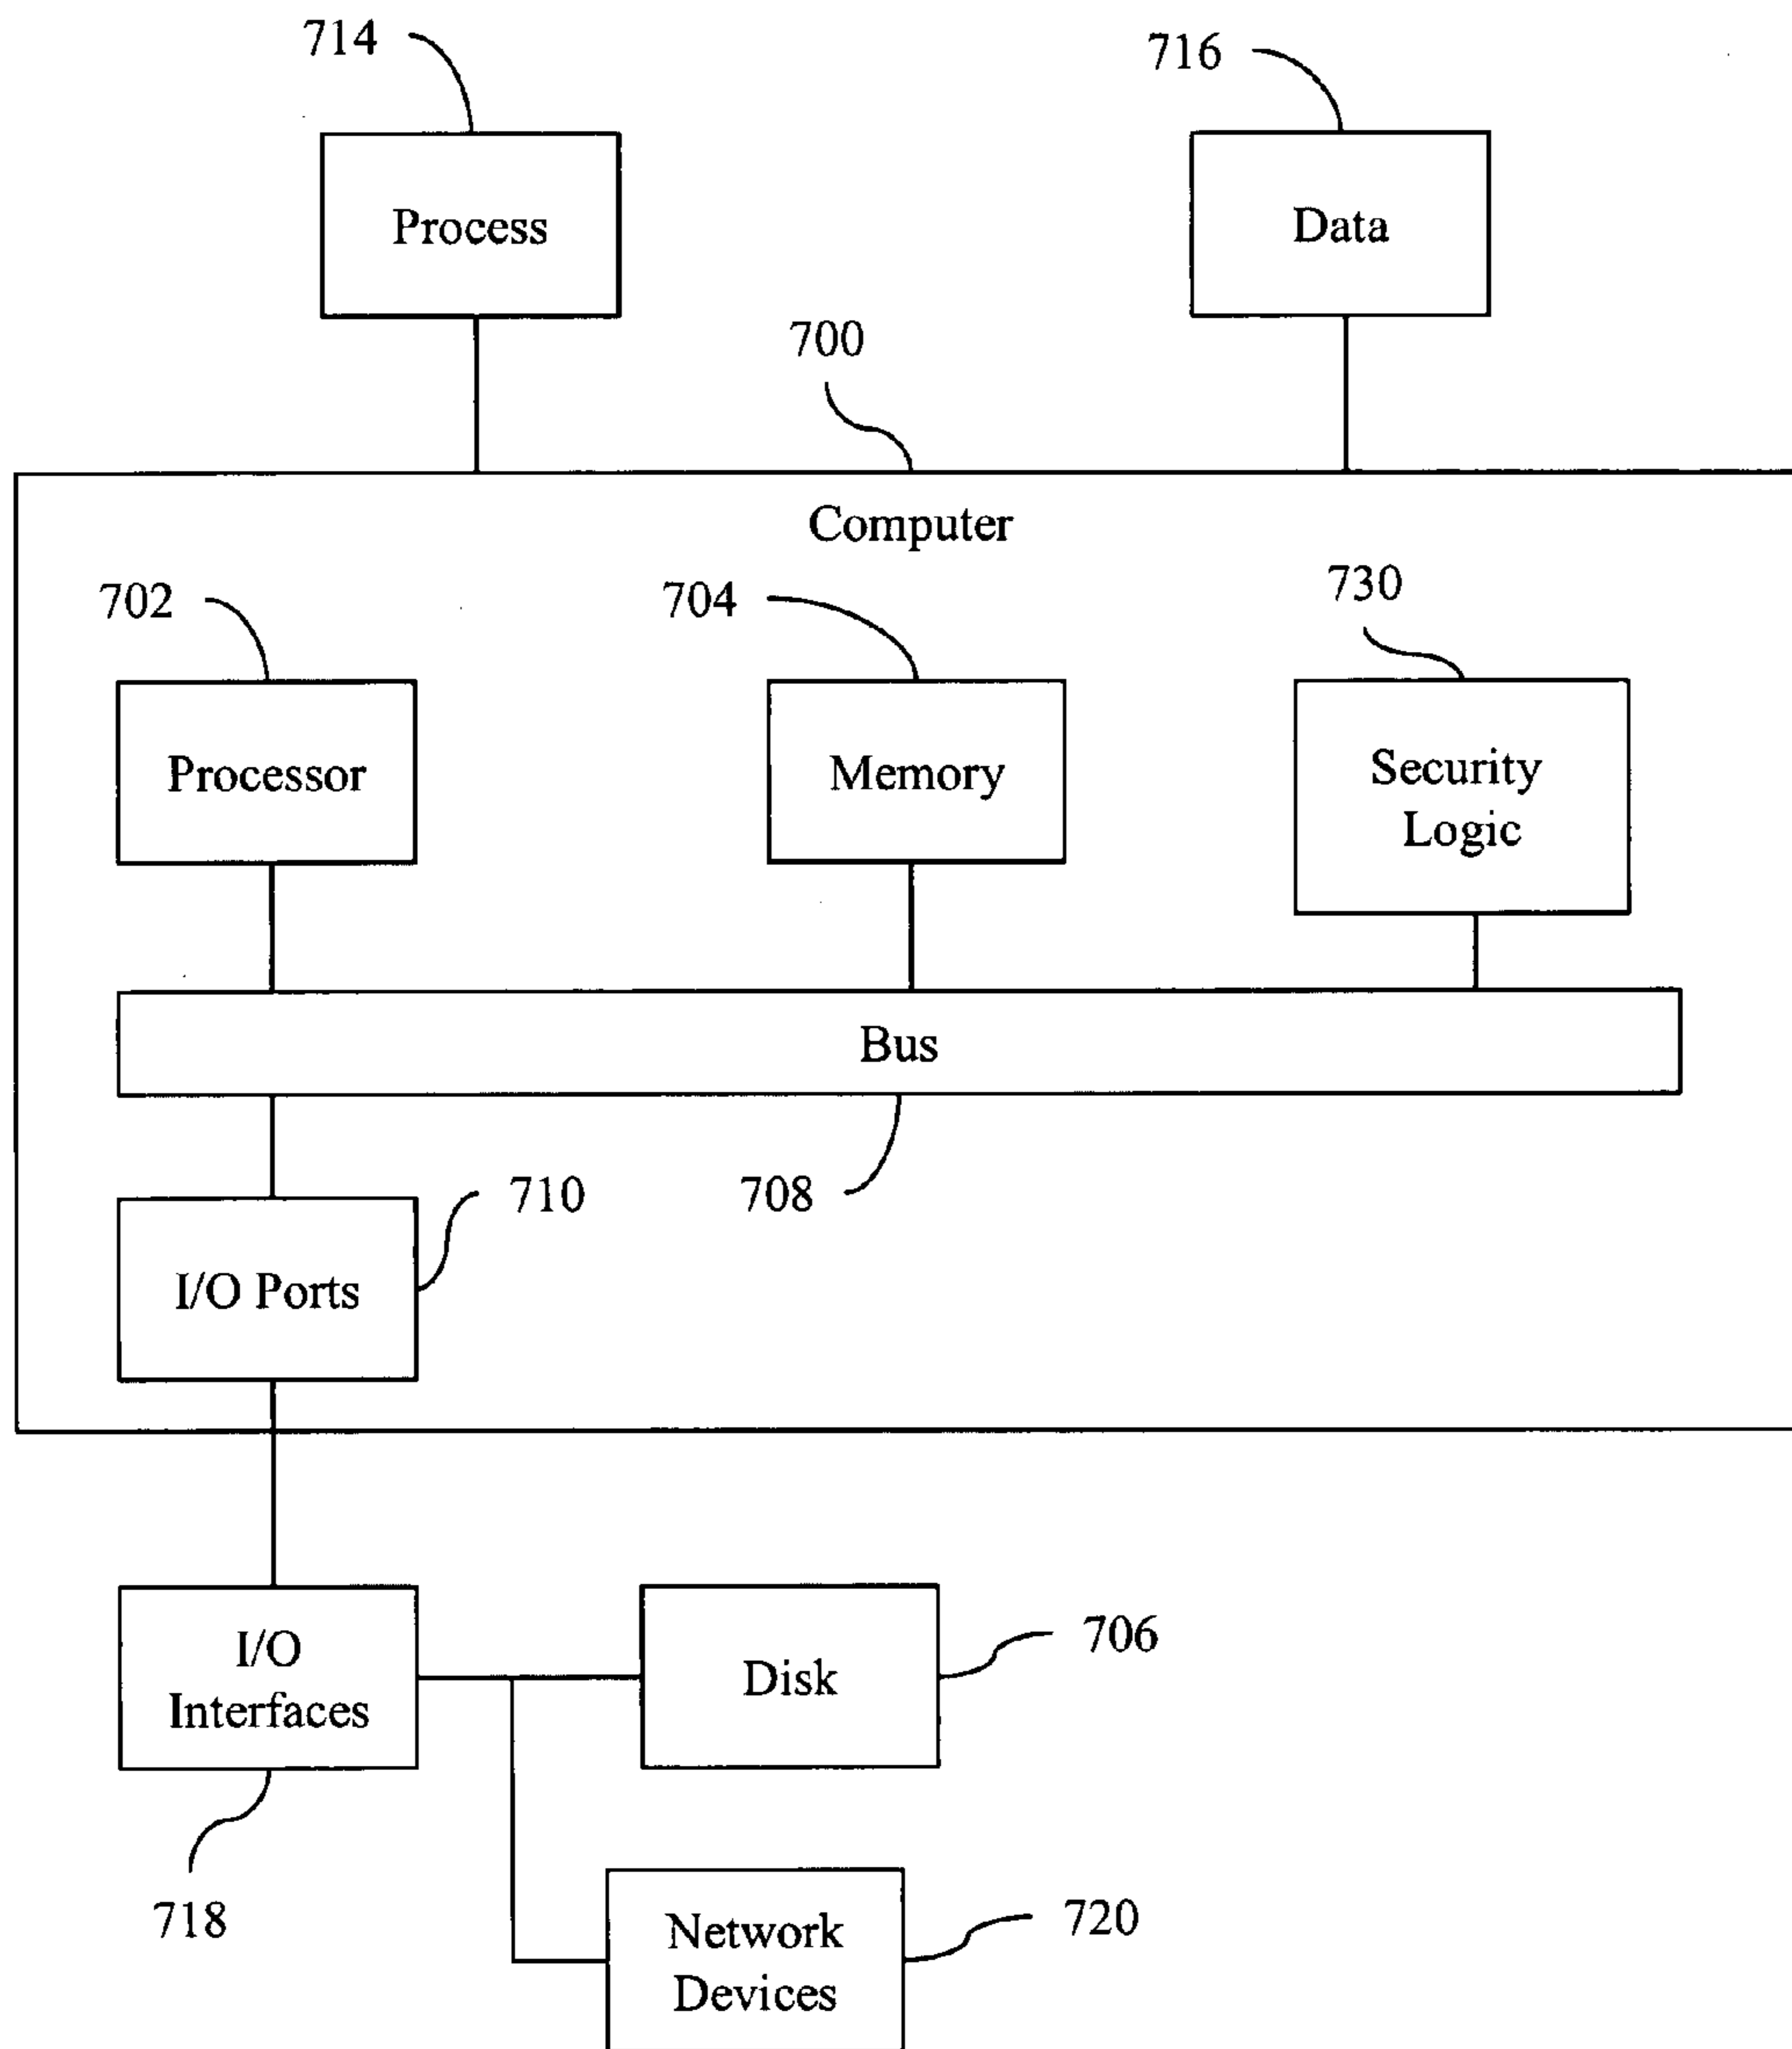 714
716
Process
Data
700
Computer
702
704
730
Processor
Memory
Security
Logic
Bus
710
708
I/O Ports
I/O
Interfaces
Disk
706
718
Network
Devices
720